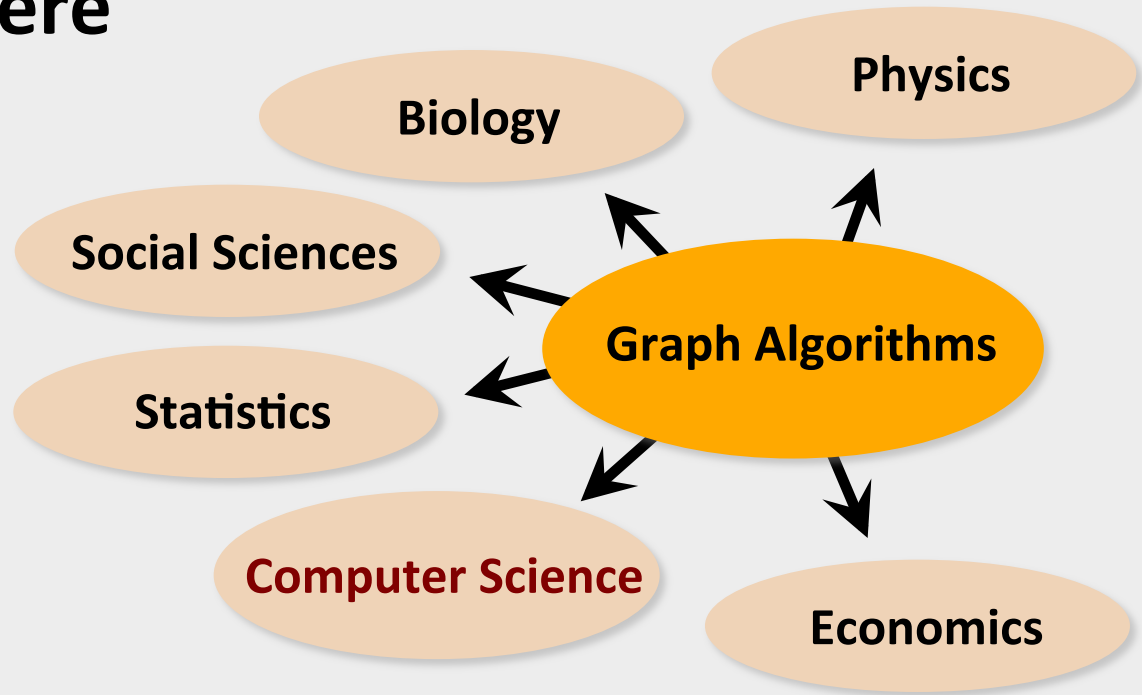 ere
Physics
Biology
Social Sciences
Graph Algorithms
Statistics
Computer Science
Economics